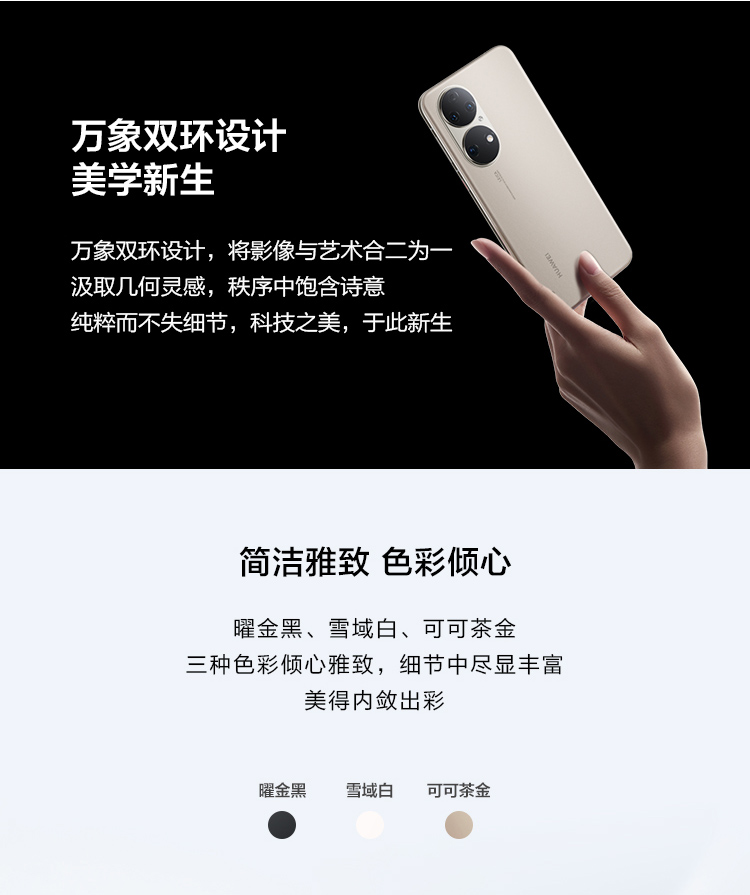 万象双环设计
美学新生
万象双环设计，将影像与艺术合二为一
汲取几何灵感，秩序中饱含诗意
纯粹而不失细节，科技之美，于此新生
HUAWEI
简洁雅致 色彩倾心
曜金黑、雪域白、可可茶金
三种色彩倾心雅致，细节中尽显丰富
美得内敛出彩
曜金黑 雪域白 可可茶金